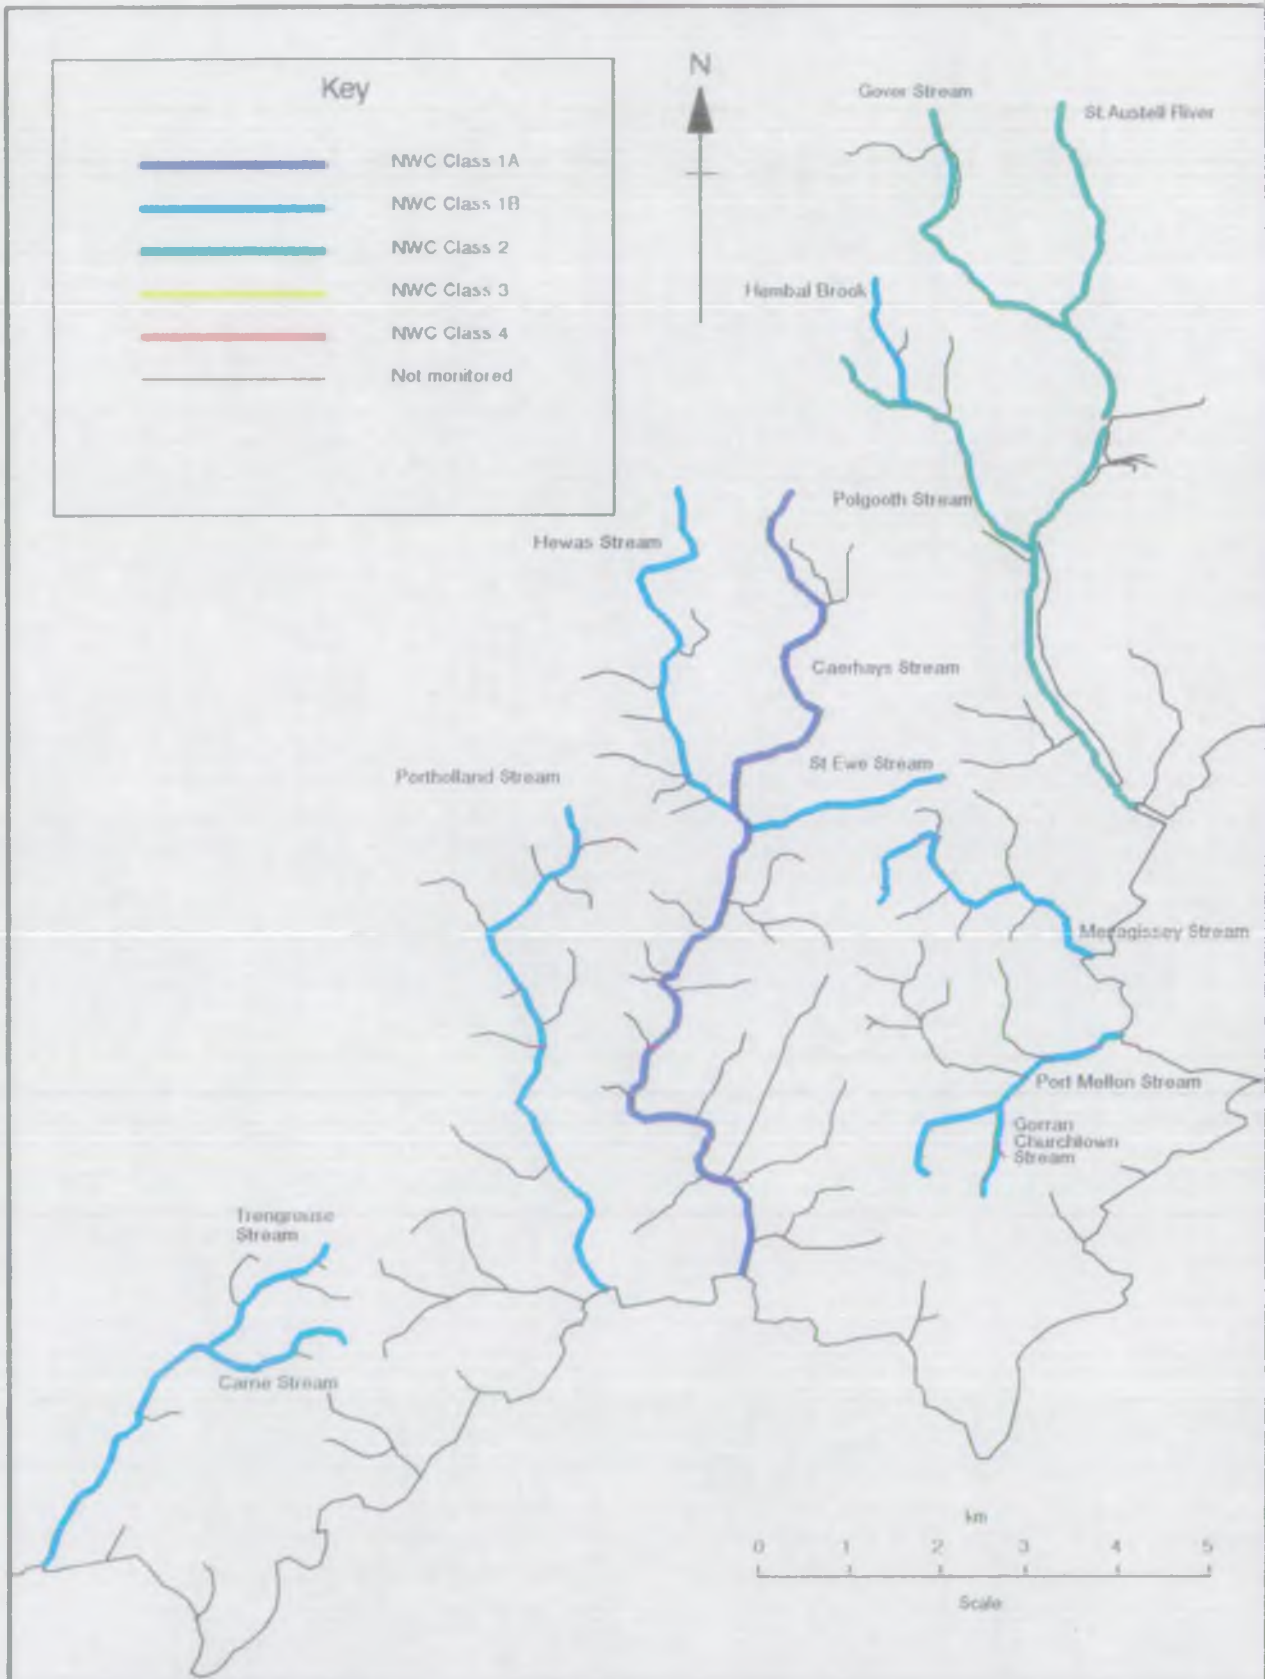 Key
NWC Class 1A
NWC Class 1B
NWC Class 2
NWC Class 3
NWC Class 4
Not monitored
N
Gover Stream
St. Austell River
Hembal Brook
Polgooth Stream
Hewas Stream
Caerhays Stream
St Ewe Stream
Portholland Stream
Mevagissey Stream
Port Mellon Stream
Gorran
Churchtown
Stream
Trengrouse
Stream
Carne Stream
km
0 1 2 3 4 5
Scale